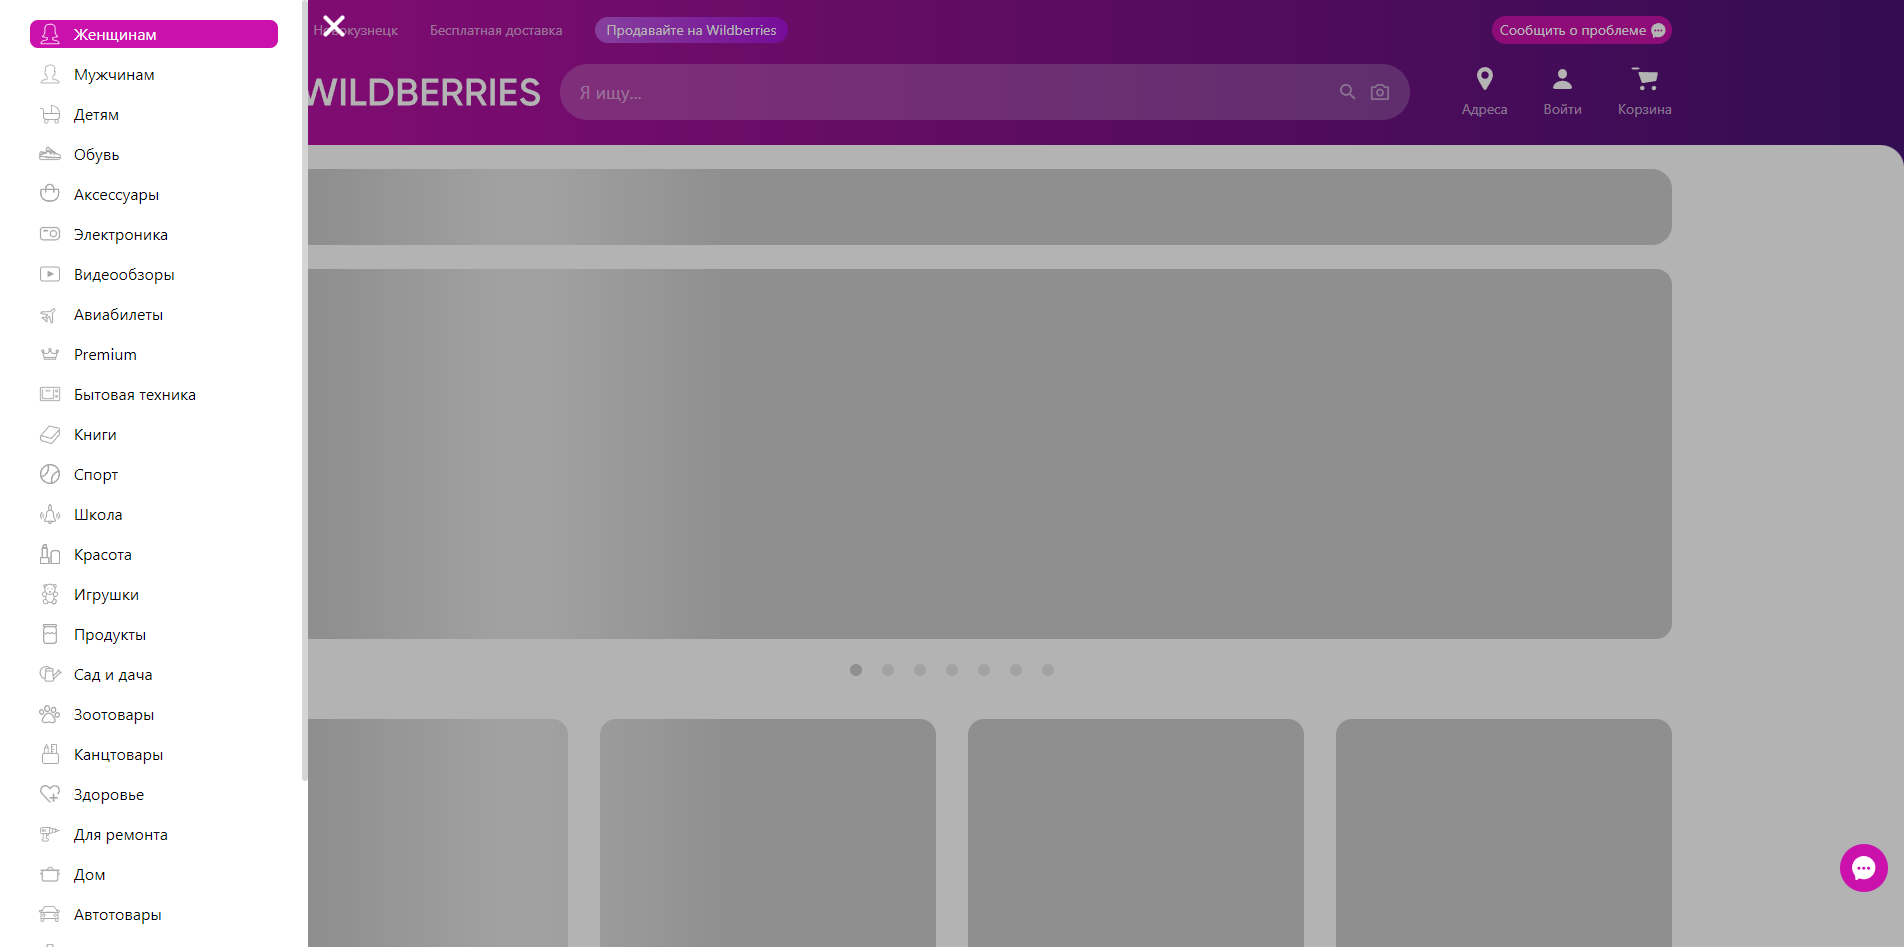 Женщинам
Мужчинам
Детям
Обувь
Аксессуары
Электроника
Видеообзоры
Авиабилеты
Premium
Бытовая техника
Книги
Спорт
Школа
Красота
Игрушки
Продукты
Сад и дача
Зоотовары
Канцтовары
Здоровье
Для ремонта
Дом
Автотовары
Новокузнецк
Бесплатная доставка
Продавайте на Wildberries
Сообщить о проблеме
WILDBERRIES
Я ищу...
Адреса
Войти
Корзина